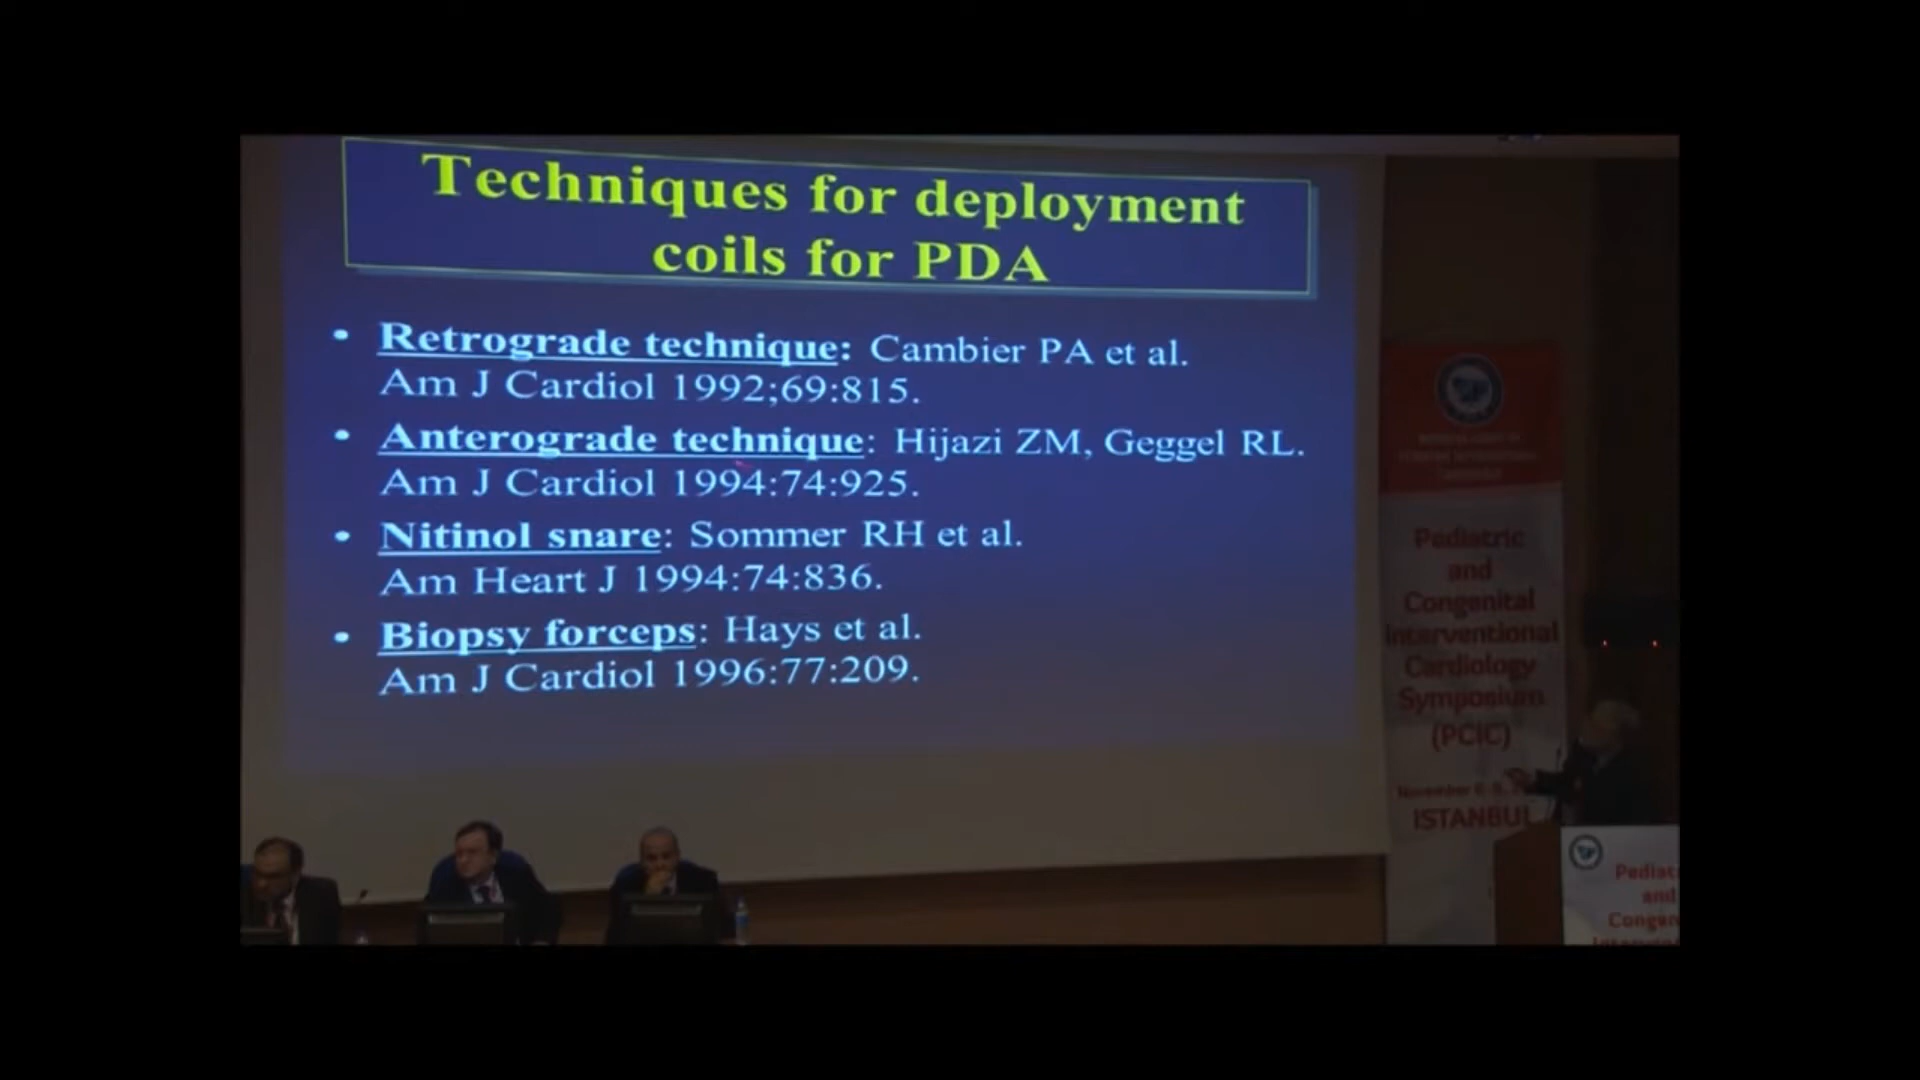 Techniques for deployment
coils for PDA
• Retrograde technique: Cambier PA et al.
Am J Cardiol 1992;69:815.
• Anterograde technique: Hijazi ZM, Geggel RL.
Am J Cardiol 1994:74:925.
• Nitinol snare: Sommer RH et al.
Am Heart J 1994:74:836.
• Biopsy forceps: Hays et al.
Am J Cardiol 1996:77:209.
Pediatric
and
Congenital
Interventional
Cardiology
Symposium
(PCIC)
November
ISTANBUL
and